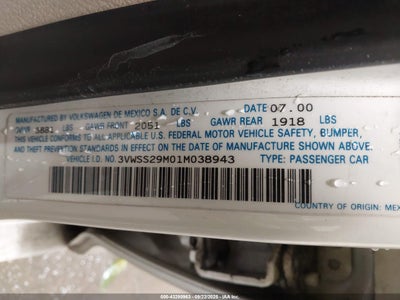 MANUFACTURED BY VOLKSWAGEN DE MEXICO S.A. DE C.V. DATE 07.00
GVWR 3881 LBS GAWR FRONT 2051 LBS GAWR REAR 1918 LBS
THIS VEHICLE CONFORMS TO ALL APPLICABLE U.S. FEDERAL MOTOR VEHICLE SAFETY, BUMPER,
AND THEFT PREVENTION STANDARDS IN EFFECT ON THE DATE OF MANUFACTURE SHOWN ABOVE.
VEHICLE I.D. NO. 3VWSS29M01M038943 TYPE: PASSENGER CAR
COUNTRY OF ORIGIN: MEX